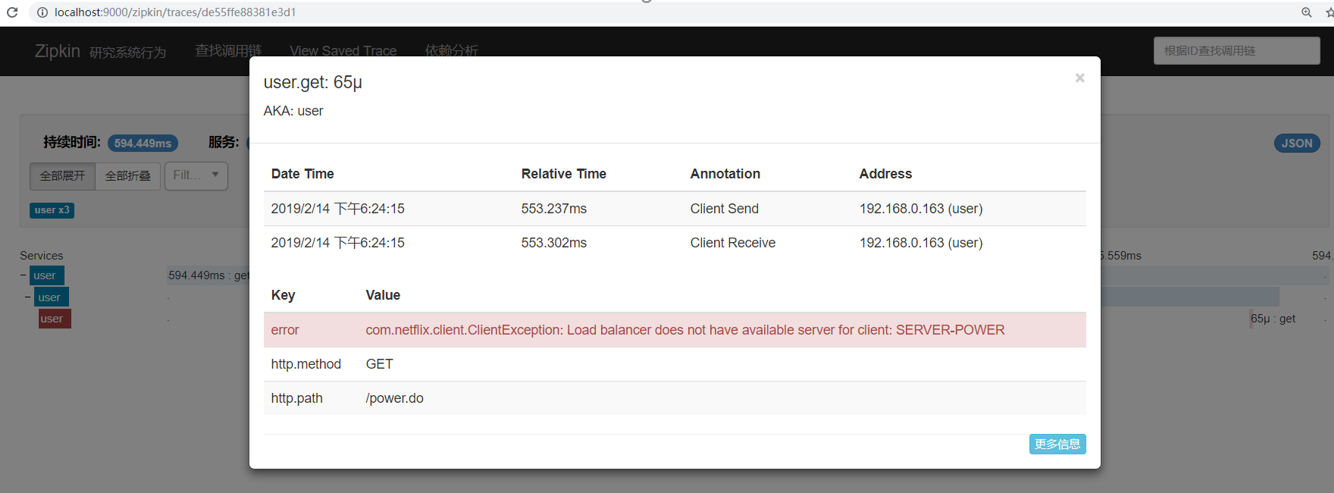 localhost:9000/zipkin/traces/de55ffe88381e3d1
Zipkin 研究系统行为 查找调用链 View Saved Trace 依赖分析 根据ID查找调用链
user.get: 65μ ×
AKA: user
持续时间: 594.449ms 服务: JSON
全部展开 全部折叠 Filt...
user x3
Date Time Relative Time Annotation Address
2019/2/14 下午6:24:15 553.237ms Client Send 192.168.0.163 (user)
2019/2/14 下午6:24:15 553.302ms Client Receive 192.168.0.163 (user)
Services 5.559ms 594.
− user 594.449ms : get
− user
user 65μ : get
Key Value
error com.netflix.client.ClientException: Load balancer does not have available server for client: SERVER-POWER
http.method GET
http.path /power.do
更多信息